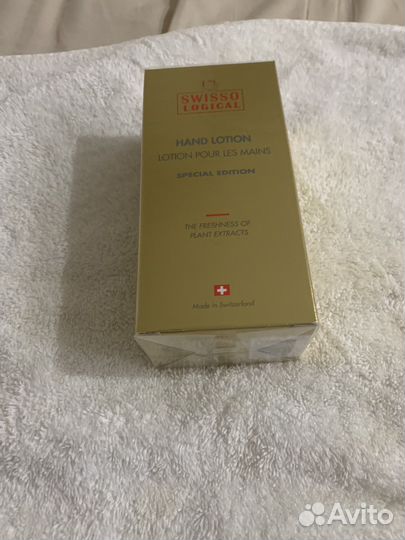 SWISSO
LOGICAL
HAND LOTION
LOTION POUR LES MAINS
SPECIAL EDITION
THE FRESHNESS OF
PLANT EXTRACTS
Made in Switzerland
Avito